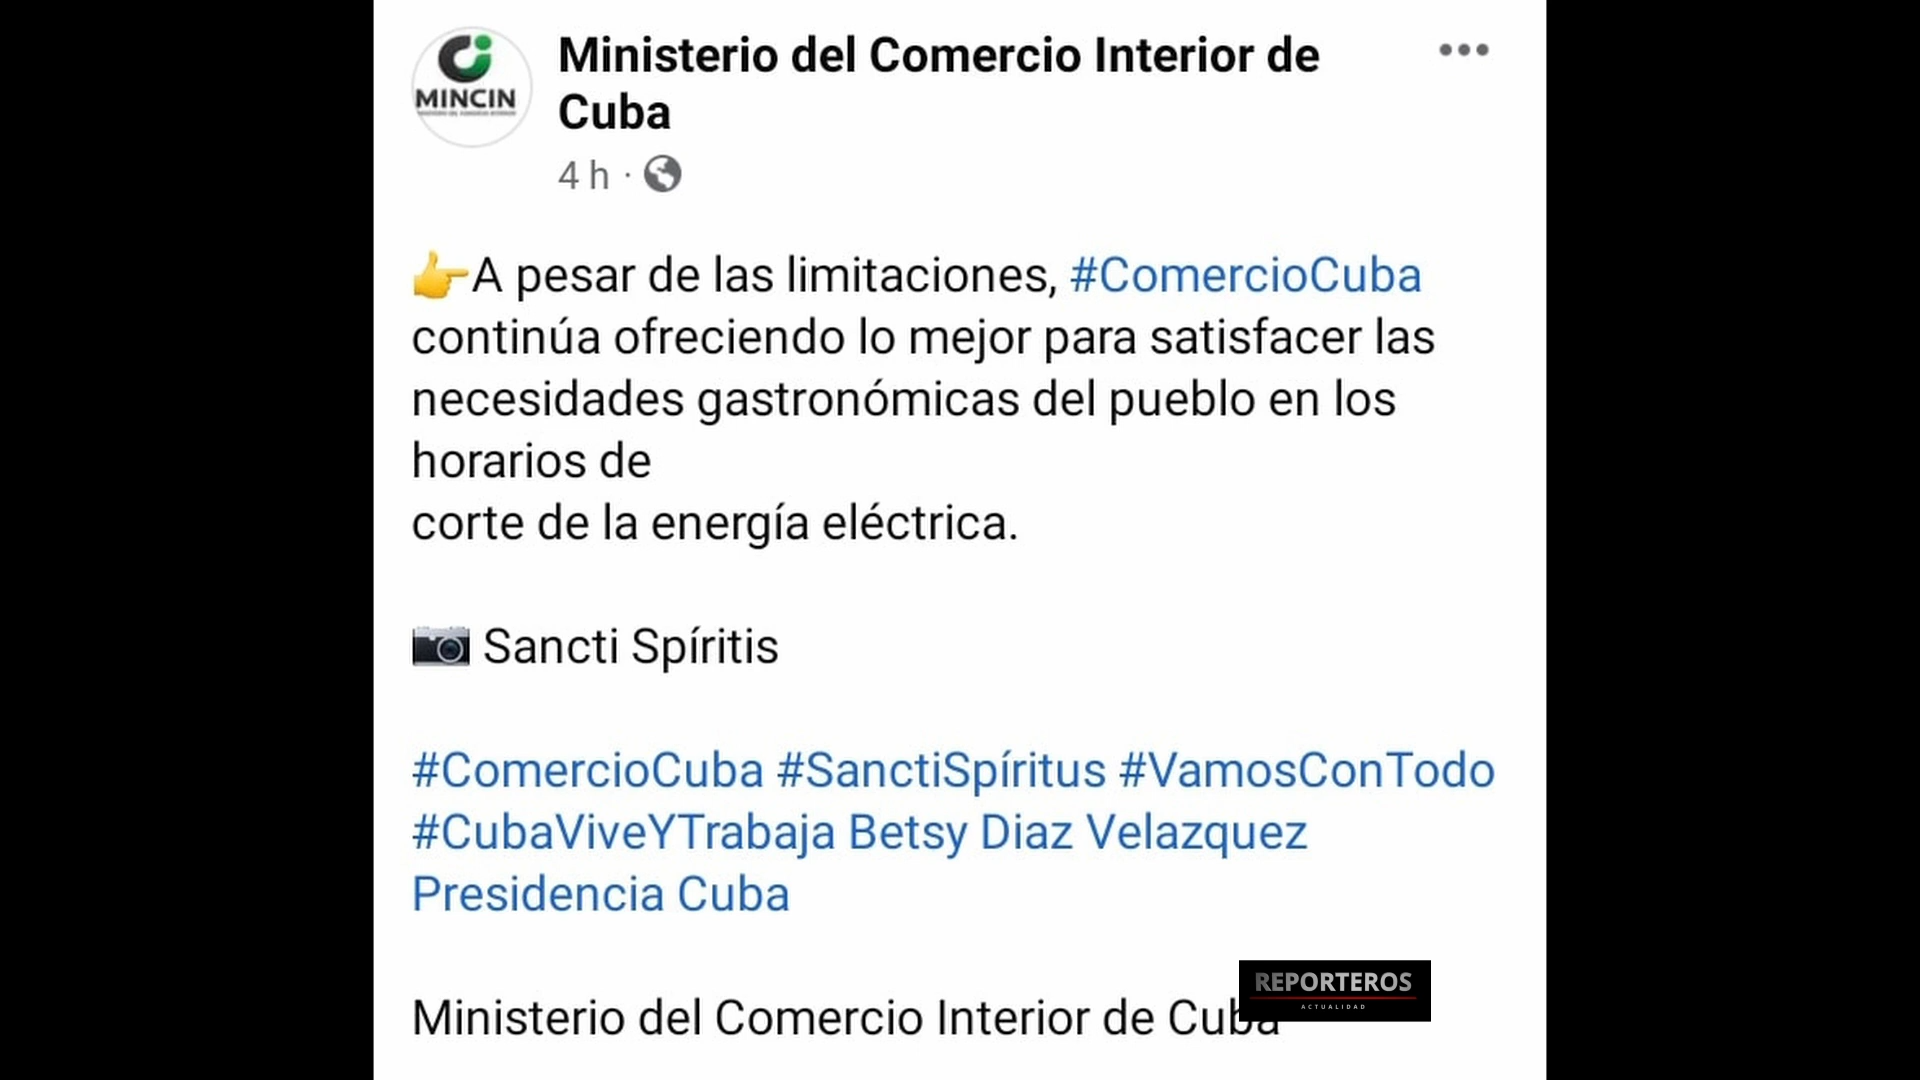 MINCIN
Ministerio del Comercio Interior de
Cuba
4 h ·
👉A pesar de las limitaciones, #ComercioCuba
continúa ofreciendo lo mejor para satisfacer las
necesidades gastronómicas del pueblo en los
horarios de
corte de la energía eléctrica.
📷 Sancti Spíritis
#ComercioCuba #SanctiSpíritus #VamosConTodo
#CubaViveYTrabaja Betsy Diaz Velazquez
Presidencia Cuba
Ministerio del Comercio Interior de Cuba
REPORTEROS
ACTUALIDAD